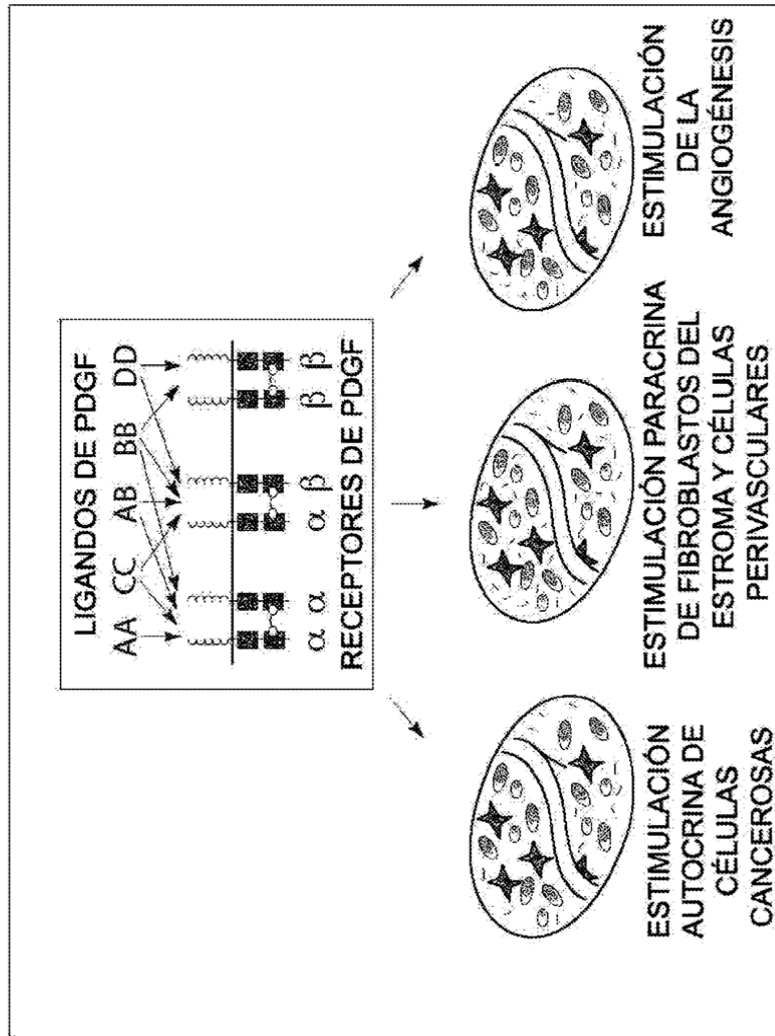 LIGANDOS DE PDGF
AA CC AB BB DD
α α α β β β
RECEPTORES DE PDGF
ESTIMULACIÓN
AUTOCRINA DE
CÉLULAS
CANCEROSAS
ESTIMULACIÓN PARACRINA
DE FIBROBLASTOS DEL
ESTROMA Y CÉLULAS
PERIVASCULARES
ESTIMULACIÓN
DE LA
ANGIOGÉNESIS